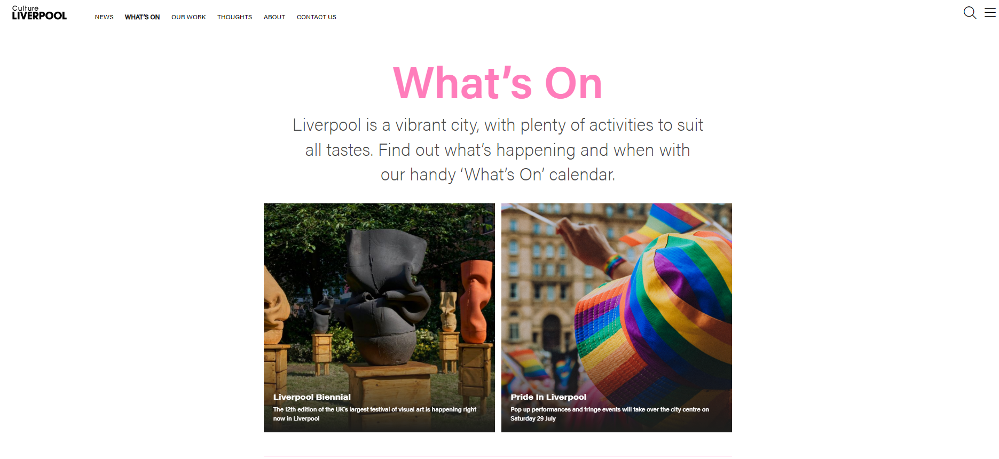 Culture
LIVERPOOL
NEWS WHAT’S ON OUR WORK THOUGHTS ABOUT CONTACT US
What’s On
Liverpool is a vibrant city, with plenty of activities to suit
all tastes. Find out what’s happening and when with
our handy ‘What’s On’ calendar.
Liverpool Biennial
The 12th edition of the UK’s largest festival of visual art is happening right
now in Liverpool
Pride In Liverpool
Pop up performances and fringe events will take over the city centre on
Saturday 29 July